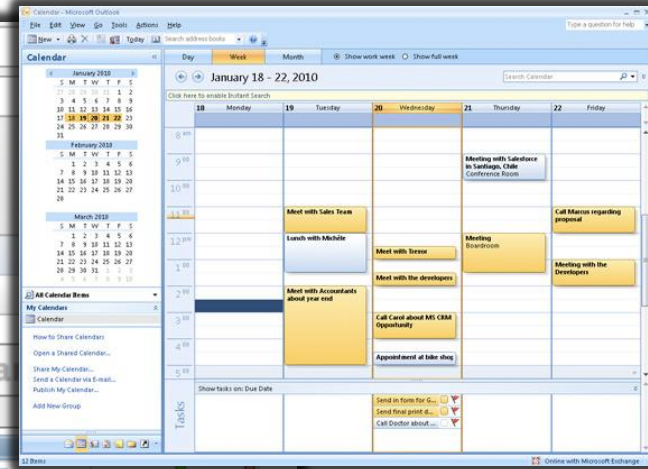 Calendar - Microsoft Outlook
File Edit View Go Tools Actions Help
Type a question for help
New Today Search address books
Calendar
Day Week Month Show work week Show full week
January 18 - 22, 2010
Search Calendar
Click here to enable Instant Search
18 Monday 19 Tuesday 20 Wednesday 21 Thursday 22 Friday
January 2010
S M T W T F S
27 28 29 30 31 1 2
3 4 5 6 7 8 9
10 11 12 13 14 15 16
17 18 19 20 21 22 23
24 25 26 27 28 29 30
31
February 2010
S M T W T F S
1 2 3 4 5 6
7 8 9 10 11 12 13
14 15 16 17 18 19 20
21 22 23 24 25 26 27
28
March 2010
S M T W T F S
1 2 3 4 5 6
7 8 9 10 11 12 13
14 15 16 17 18 19 20
21 22 23 24 25 26 27
28 29 30 31 1 2 3
4 5 6 7 8 9 10
All Calendar Items
My Calendars
Calendar
How to Share Calendars
Open a Shared Calendar...
Share My Calendar...
Send a Calendar via E-mail...
Publish My Calendar...
Add New Group
8 am
9 00
10 00
11 00
12 pm
1 00
2 00
3 00
4 00
5 00
Meet with Sales Team
Lunch with Michèle
Meet with Accountants
about year end
Meet with Trevor
Meet with the developers
Call Carol about MS CRM
Opportunity
Appointment at bike shop
Meeting with Salesforce
in Santiago, Chile
Conference Room
Meeting
Boardroom
Call Marcus regarding
proposal
Meeting with the
Developers
Show tasks on: Due Date
Tasks
Send in form for G...
Send final print d...
Call Doctor about ...
12 Items
Online with Microsoft Exchange